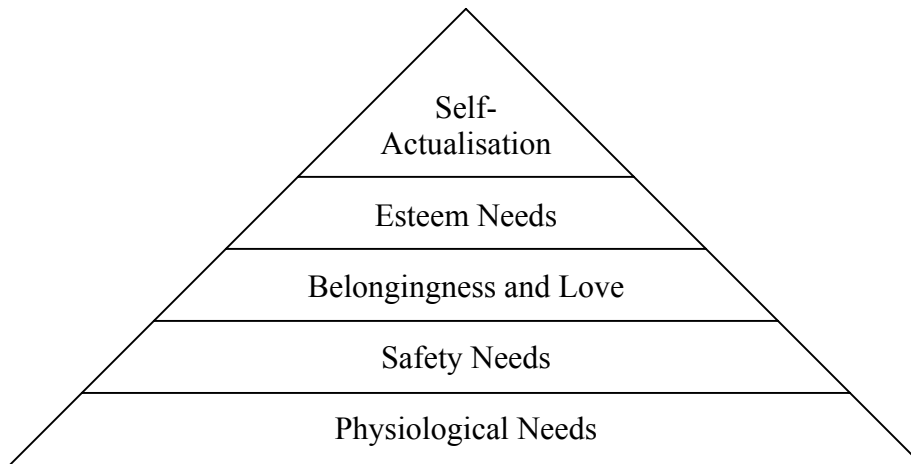 Self-
Actualisation
Esteem Needs
Belongingness and Love
Safety Needs
Physiological Needs